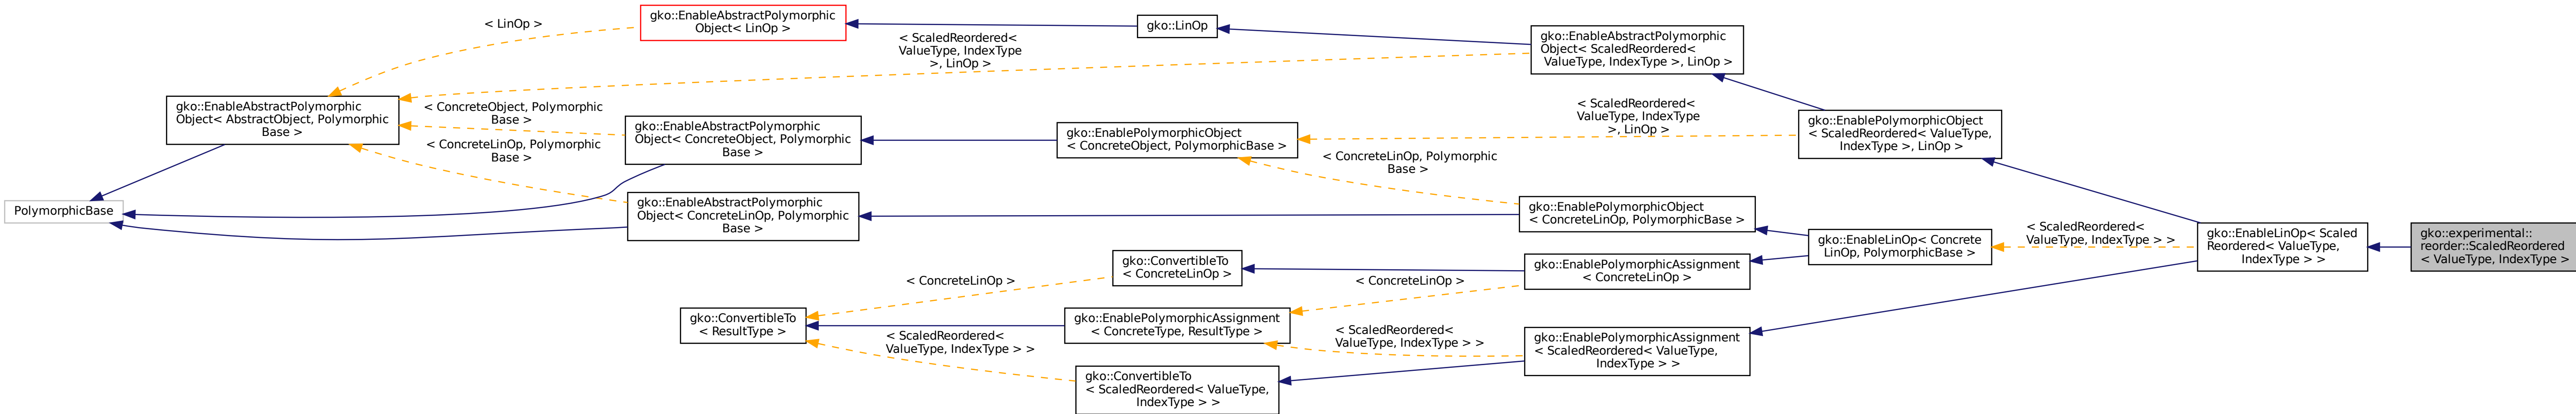 gko::EnableAbstractPolymorphic
Object< LinOp >
< LinOp >
gko::LinOp
gko::EnableAbstractPolymorphic
Object< ScaledReordered<
ValueType, IndexType >, LinOp >
< ScaledReordered<
ValueType, IndexType
>, LinOp >
gko::EnableAbstractPolymorphic
Object< AbstractObject, Polymorphic
Base >
< ConcreteObject, Polymorphic
Base >
gko::EnableAbstractPolymorphic
Object< ConcreteObject, Polymorphic
Base >
gko::EnablePolymorphicObject
< ConcreteObject, PolymorphicBase >
< ScaledReordered<
ValueType, IndexType
>, LinOp >
gko::EnablePolymorphicObject
< ScaledReordered< ValueType,
IndexType >, LinOp >
< ConcreteLinOp, Polymorphic
Base >
< ConcreteLinOp, Polymorphic
Base >
PolymorphicBase
gko::EnableAbstractPolymorphic
Object< ConcreteLinOp, Polymorphic
Base >
gko::EnablePolymorphicObject
< ConcreteLinOp, PolymorphicBase >
gko::EnableLinOp< Concrete
LinOp, PolymorphicBase >
< ScaledReordered<
ValueType, IndexType > >
gko::EnableLinOp< Scaled
Reordered< ValueType,
IndexType > >
gko::experimental::
reorder::ScaledReordered
< ValueType, IndexType >
gko::ConvertibleTo
< ConcreteLinOp >
gko::EnablePolymorphicAssignment
< ConcreteLinOp >
< ConcreteLinOp >
< ConcreteLinOp >
gko::ConvertibleTo
< ResultType >
gko::EnablePolymorphicAssignment
< ConcreteType, ResultType >
< ScaledReordered<
ValueType, IndexType > >
< ScaledReordered<
ValueType, IndexType > >
gko::EnablePolymorphicAssignment
< ScaledReordered< ValueType,
IndexType > >
gko::ConvertibleTo
< ScaledReordered< ValueType,
IndexType > >